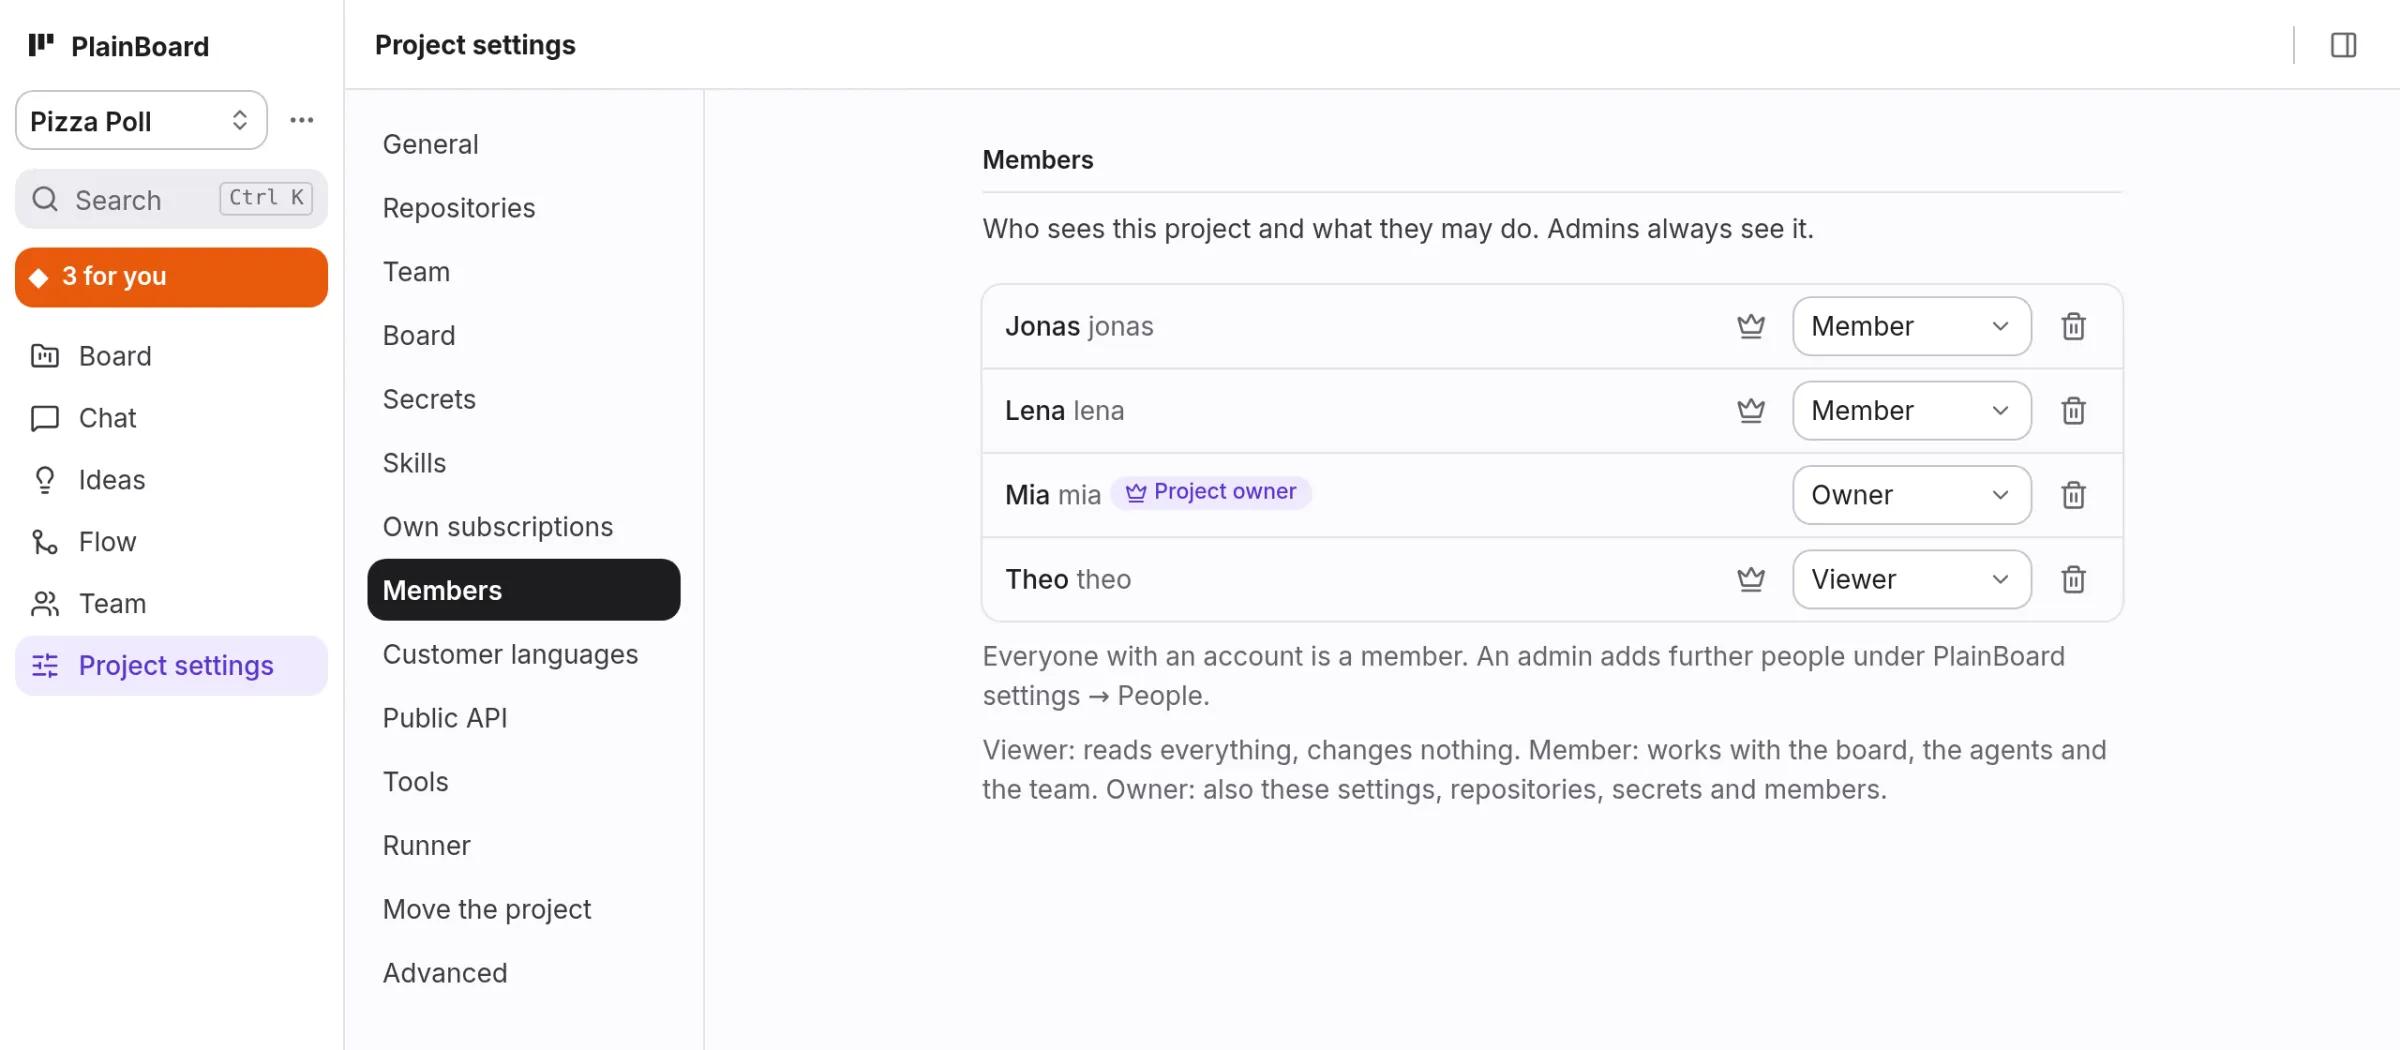 PlainBoard
Pizza Poll
Search
Ctrl K
3 for you
Board
Chat
Ideas
Flow
Team
Project settings
Project settings
General
Repositories
Team
Board
Secrets
Skills
Own subscriptions
Members
Customer languages
Public API
Tools
Runner
Move the project
Advanced
Members
Who sees this project and what they may do. Admins always see it.
Jonas jonas
Member
Lena lena
Member
Mia mia Project owner
Owner
Theo theo
Viewer
Everyone with an account is a member. An admin adds further people under PlainBoard
settings → People.
Viewer: reads everything, changes nothing. Member: works with the board, the agents and
the team. Owner: also these settings, repositories, secrets and members.